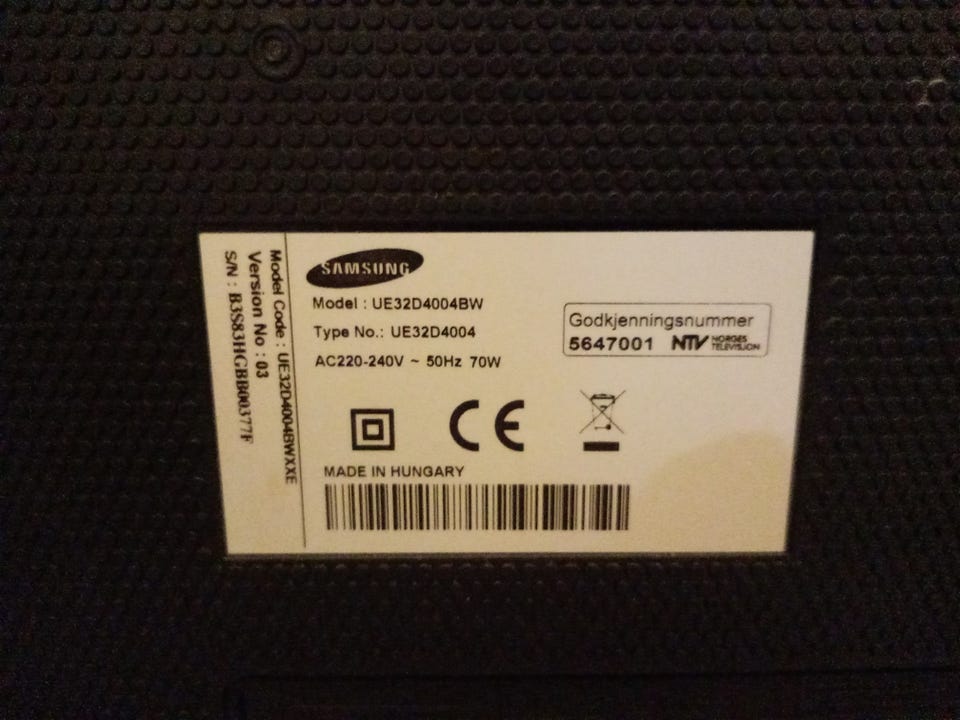 SAMSUNG
Model : UE32D4004BW
Type No.: UE32D4004
AC220-240V ~ 50Hz 70W
Godkjenningsnummer
5647001 NTV NORGES TELEVISJON
CE
MADE IN HUNGARY
Model Code : UE32D4004BWXXE
Version No : 03
S/N : B3S83HGBB00377F